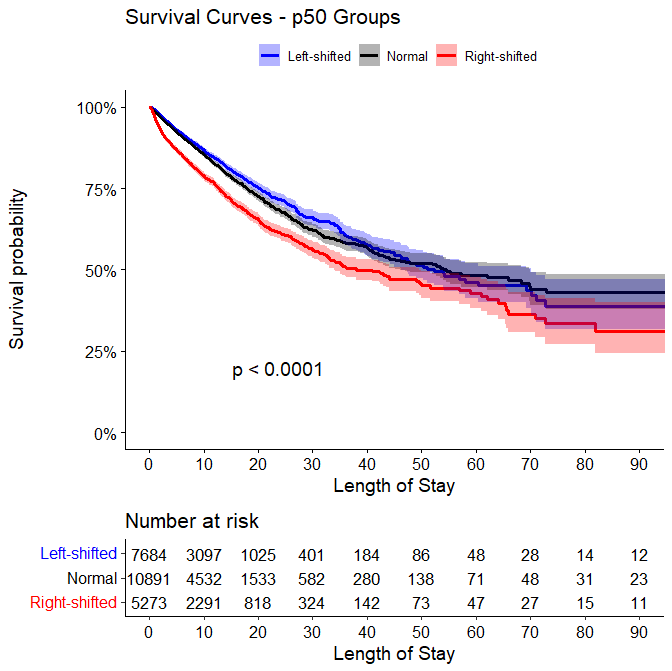 Survival Curves - p50 Groups
Left-shifted Normal Right-shifted
Survival probability
100%
75%
50%
25%
0%
p < 0.0001
0 10 20 30 40 50 60 70 80 90
Length of Stay
Number at risk
Left-shifted 7684 3097 1025 401 184 86 48 28 14 12
Normal 10891 4532 1533 582 280 138 71 48 31 23
Right-shifted 5273 2291 818 324 142 73 47 27 15 11
0 10 20 30 40 50 60 70 80 90
Length of Stay